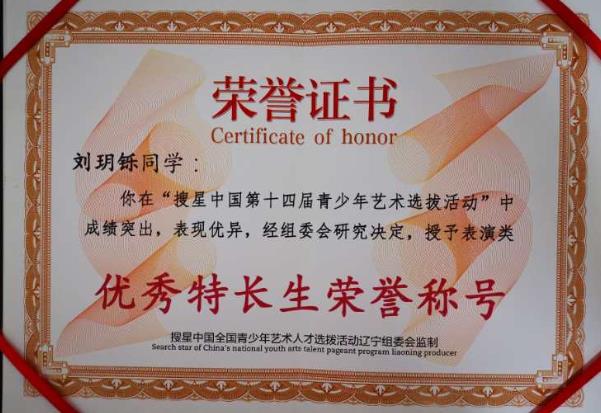 荣誉证书
Certificate of honor
刘玥铄同学：
你在“搜星中国第十四届青少年艺术选拔活动”中
成绩突出，表现优异，经组委会研究决定，授予表演类
优秀特长生荣誉称号
搜星中国全国青少年艺术人才选拔活动辽宁组委会监制
Search star of China's national youth arts talent pageant program liaoning producer